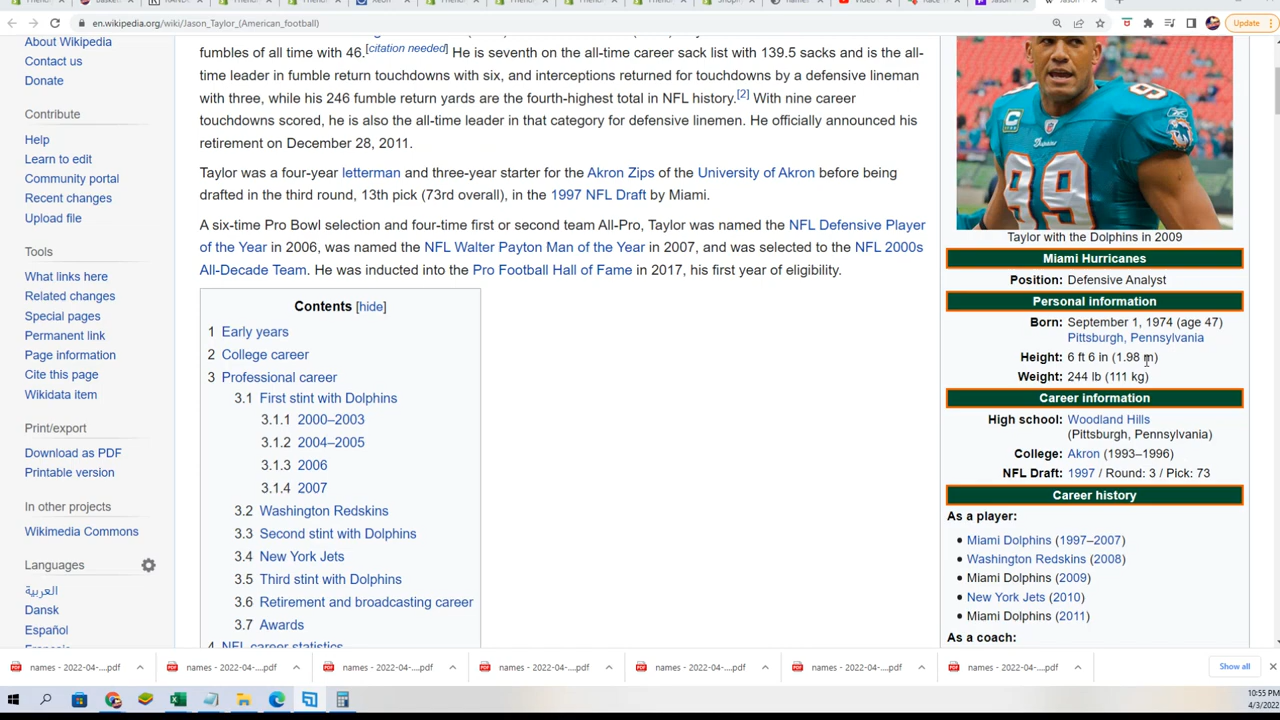 en.wikipedia.org/wiki/Jason_Taylor_(American_football)
Update
About Wikipedia
Contact us
Donate
Contribute
Help
Learn to edit
Community portal
Recent changes
Upload file
Tools
What links here
Related changes
Special pages
Permanent link
Page information
Cite this page
Wikidata item
Print/export
Download as PDF
Printable version
In other projects
Wikimedia Commons
Languages
العربية
Dansk
Español
fumbles of all time with 46.[citation needed] He is seventh on the all-time career sack list with 139.5 sacks and is the all-
time leader in fumble return touchdowns with six, and interceptions returned for touchdowns by a defensive lineman
with three, while his 246 fumble return yards are the fourth-highest total in NFL history.[2] With nine career
touchdowns scored, he is also the all-time leader in that category for defensive linemen. He officially announced his
retirement on December 28, 2011.
Taylor was a four-year letterman and three-year starter for the Akron Zips of the University of Akron before being
drafted in the third round, 13th pick (73rd overall), in the 1997 NFL Draft by Miami.
A six-time Pro Bowl selection and four-time first or second team All-Pro, Taylor was named the NFL Defensive Player
of the Year in 2006, was named the NFL Walter Payton Man of the Year in 2007, and was selected to the NFL 2000s
All-Decade Team. He was inducted into the Pro Football Hall of Fame in 2017, his first year of eligibility.
Contents [hide]
1 Early years
2 College career
3 Professional career
3.1 First stint with Dolphins
3.1.1 2000–2003
3.1.2 2004–2005
3.1.3 2006
3.1.4 2007
3.2 Washington Redskins
3.3 Second stint with Dolphins
3.4 New York Jets
3.5 Third stint with Dolphins
3.6 Retirement and broadcasting career
3.7 Awards
4 NFL career statistics
C
99
Dolphins
99
Taylor with the Dolphins in 2009
Miami Hurricanes
Position: Defensive Analyst
Personal information
Born: September 1, 1974 (age 47)
Pittsburgh, Pennsylvania
Height: 6 ft 6 in (1.98 m)
Weight: 244 lb (111 kg)
Career information
High school: Woodland Hills
(Pittsburgh, Pennsylvania)
College: Akron (1993–1996)
NFL Draft: 1997 / Round: 3 / Pick: 73
Career history
As a player:
• Miami Dolphins (1997–2007)
• Washington Redskins (2008)
• Miami Dolphins (2009)
• New York Jets (2010)
• Miami Dolphins (2011)
As a coach:
names - 2022-04-....pdf
names - 2022-04-....pdf
names - 2022-04-....pdf
names - 2022-04-....pdf
names - 2022-04-....pdf
names - 2022-04-....pdf
names - 2022-04-....pdf
Show all
10:55 PM
4/3/2022